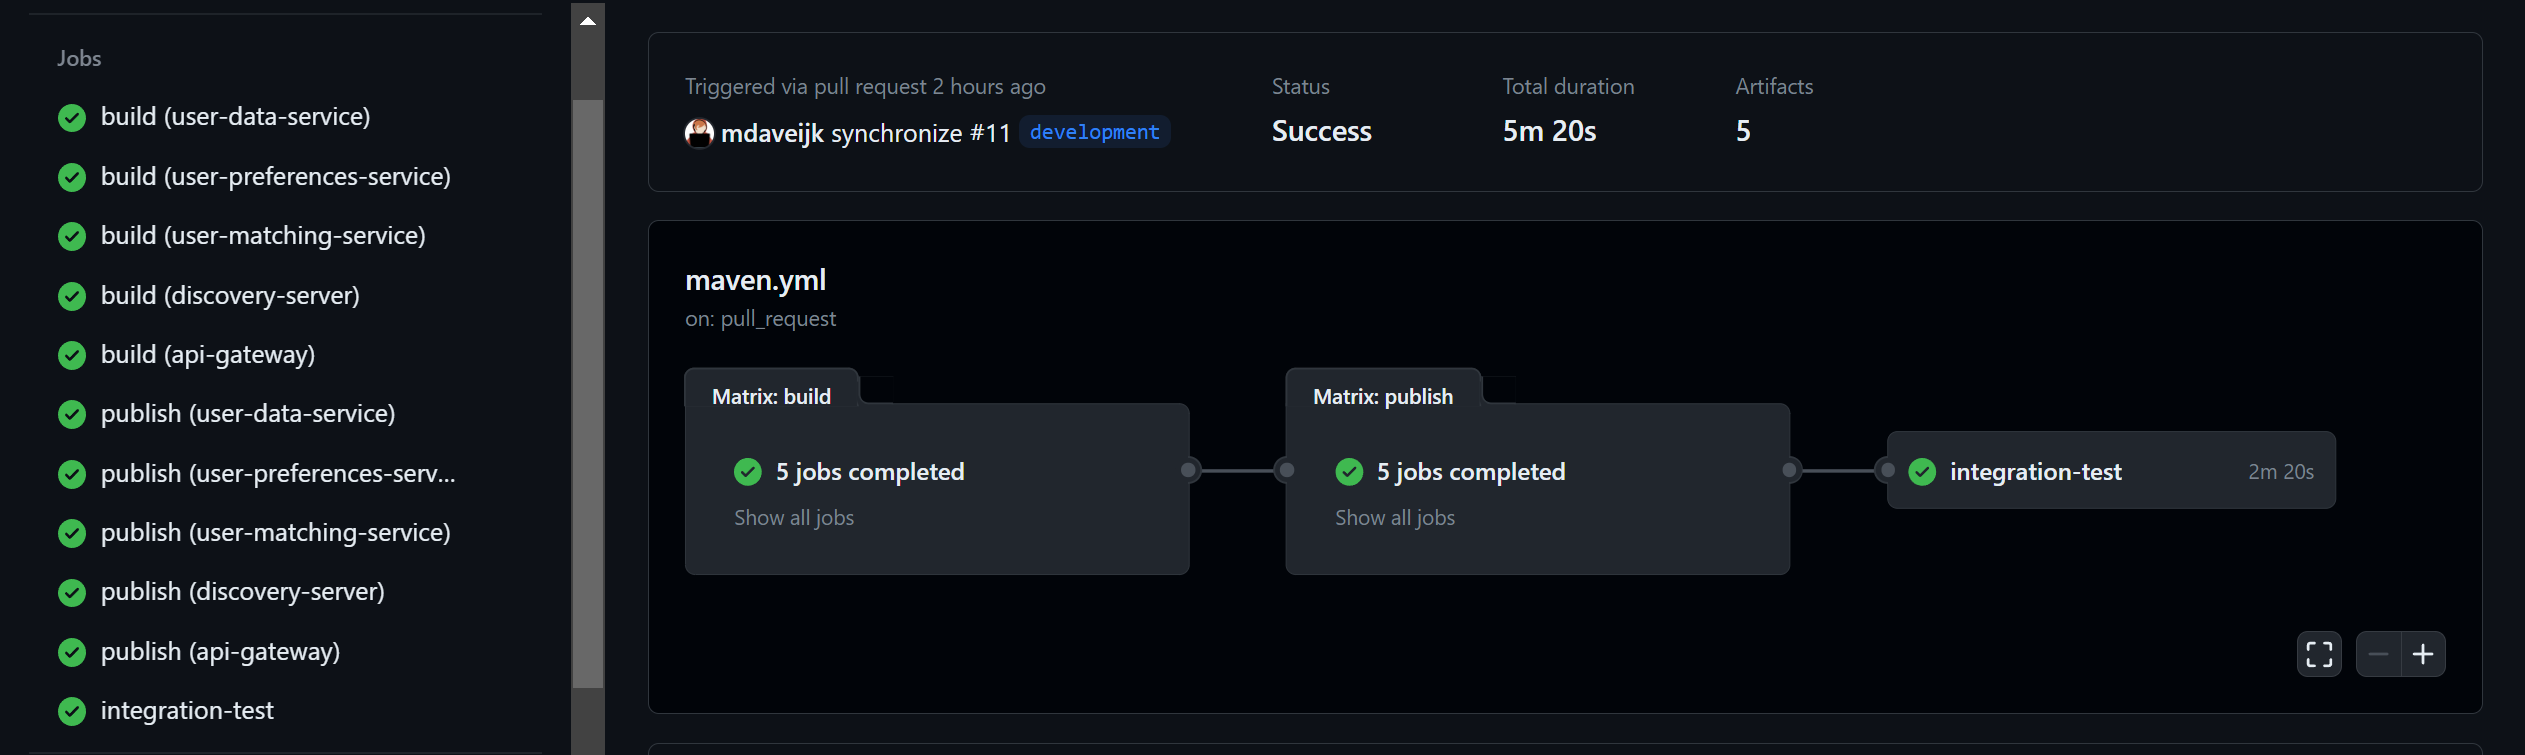 Jobs
build (user-data-service)
build (user-preferences-service)
build (user-matching-service)
build (discovery-server)
build (api-gateway)
publish (user-data-service)
publish (user-preferences-serv...
publish (user-matching-service)
publish (discovery-server)
publish (api-gateway)
integration-test
Triggered via pull request 2 hours ago
mdaveijk synchronize #11 development
Status
Success
Total duration
5m 20s
Artifacts
5
maven.yml
on: pull_request
Matrix: build
5 jobs completed
Show all jobs
Matrix: publish
5 jobs completed
Show all jobs
integration-test 2m 20s